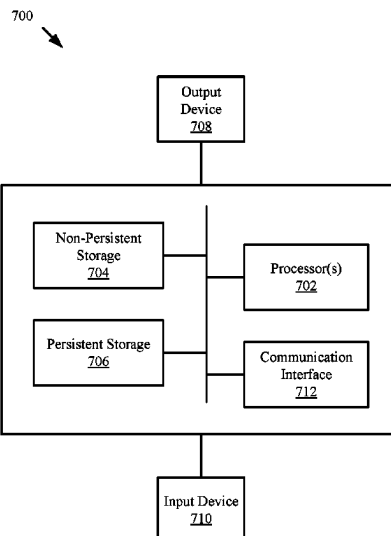 700
Output
Device
708
Non-Persistent
Storage
704
Processor(s)
702
Persistent Storage
706
Communication
Interface
712
Input Device
710